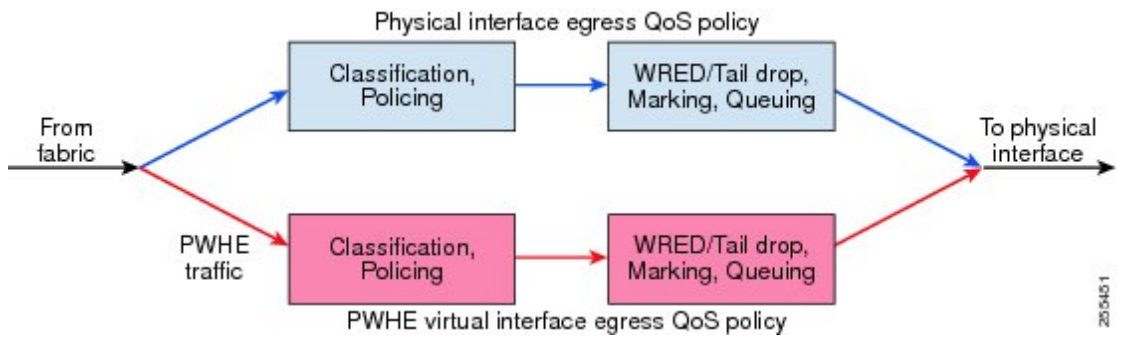 Physical interface egress QoS policy
Classification,
Policing
WRED/Tail drop,
Marking, Queuing
From
fabric
To physical
interface
PWHE
traffic
Classification,
Policing
WRED/Tail drop,
Marking, Queuing
PWHE virtual interface egress QoS policy
255451